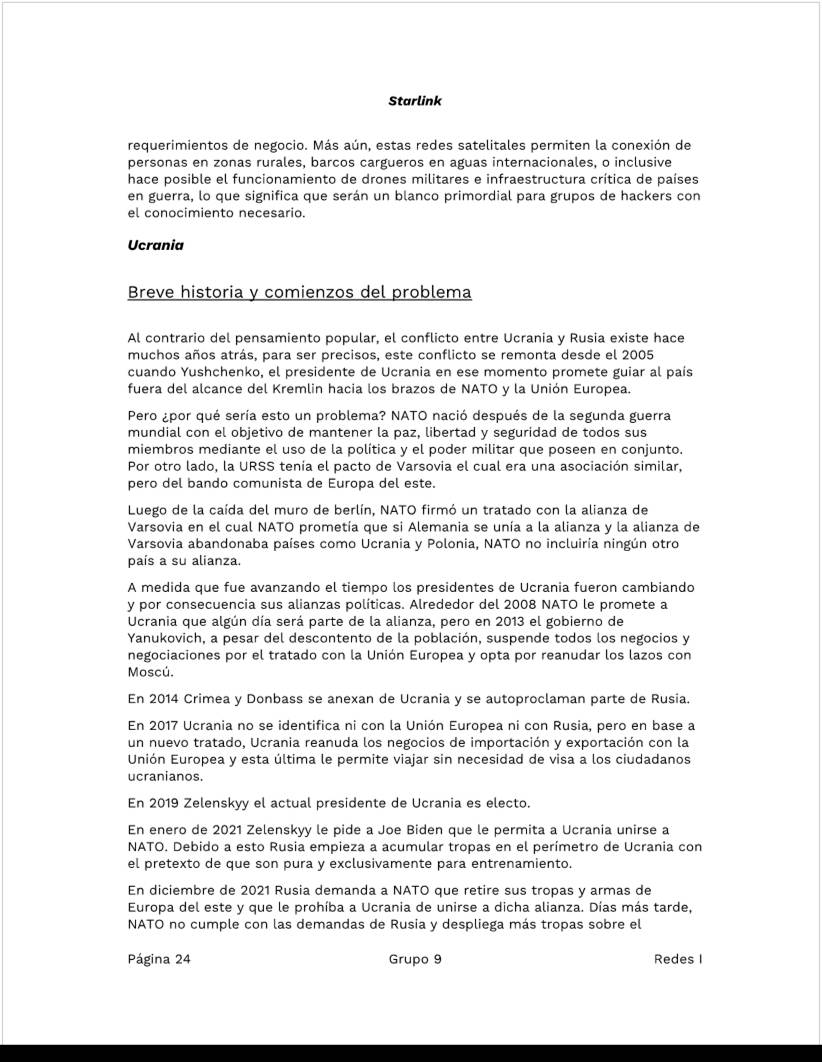 Starlink
requerimientos de negocio. Más aún, estas redes satelitales permiten la conexión de
personas en zonas rurales, barcos cargueros en aguas internacionales, o inclusive
hace posible el funcionamiento de drones militares e infraestructura crítica de países
en guerra, lo que significa que serán un blanco primordial para grupos de hackers con
el conocimiento necesario.
Ucrania
Breve historia y comienzos del problema
Al contrario del pensamiento popular, el conflicto entre Ucrania y Rusia existe hace
muchos años atrás, para ser precisos, este conflicto se remonta desde el 2005
cuando Yushchenko, el presidente de Ucrania en ese momento promete guiar al país
fuera del alcance del Kremlin hacia los brazos de NATO y la Unión Europea.
Pero ¿por qué sería esto un problema? NATO nació después de la segunda guerra
mundial con el objetivo de mantener la paz, libertad y seguridad de todos sus
miembros mediante el uso de la política y el poder militar que poseen en conjunto.
Por otro lado, la URSS tenía el pacto de Varsovia el cual era una asociación similar,
pero del bando comunista de Europa del este.
Luego de la caída del muro de berlín, NATO firmó un tratado con la alianza de
Varsovia en el cual NATO prometía que si Alemania se unía a la alianza y la alianza de
Varsovia abandonaba países como Ucrania y Polonia, NATO no incluiría ningún otro
país a su alianza.
A medida que fue avanzando el tiempo los presidentes de Ucrania fueron cambiando
y por consecuencia sus alianzas políticas. Alrededor del 2008 NATO le promete a
Ucrania que algún día será parte de la alianza, pero en 2013 el gobierno de
Yanukovich, a pesar del descontento de la población, suspende todos los negocios y
negociaciones por el tratado con la Unión Europea y opta por reanudar los lazos con
Moscú.
En 2014 Crimea y Donbass se anexan de Ucrania y se autoproclaman parte de Rusia.
En 2017 Ucrania no se identifica ni con la Unión Europea ni con Rusia, pero en base a
un nuevo tratado, Ucrania reanuda los negocios de importación y exportación con la
Unión Europea y esta última le permite viajar sin necesidad de visa a los ciudadanos
ucranianos.
En 2019 Zelenskyy el actual presidente de Ucrania es electo.
En enero de 2021 Zelenskyy le pide a Joe Biden que le permita a Ucrania unirse a
NATO. Debido a esto Rusia empieza a acumular tropas en el perímetro de Ucrania con
el pretexto de que son pura y exclusivamente para entrenamiento.
En diciembre de 2021 Rusia demanda a NATO que retire sus tropas y armas de
Europa del este y que le prohíba a Ucrania de unirse a dicha alianza. Días más tarde,
NATO no cumple con las demandas de Rusia y despliega más tropas sobre el
Página 24 Grupo 9 Redes I